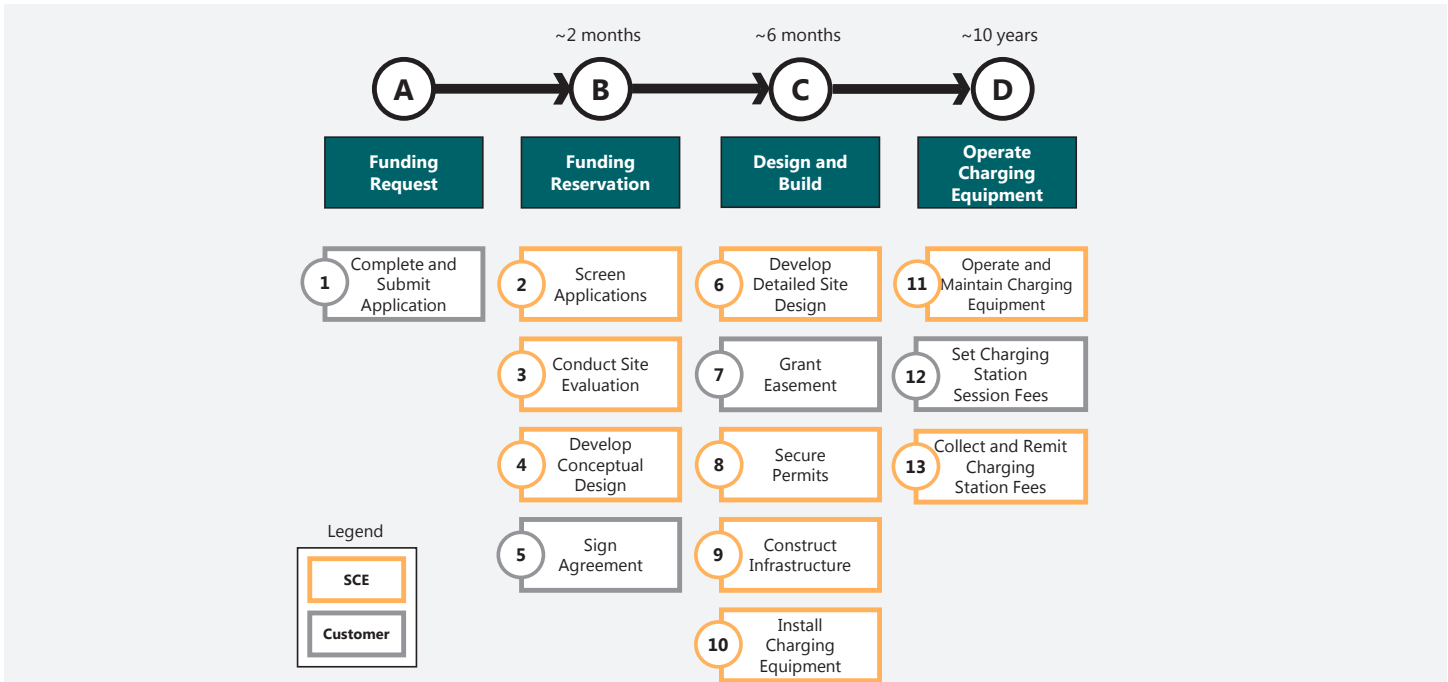 ~2 months
~6 months
~10 years
A
B
C
D
Funding
Request
Funding
Reservation
Design and
Build
Operate
Charging
Equipment
1
Complete and
Submit
Application
2
Screen
Applications
3
Conduct Site
Evaluation
4
Develop
Conceptual
Design
5
Sign
Agreement
6
Develop
Detailed Site
Design
7
Grant
Easement
8
Secure
Permits
9
Construct
Infrastructure
10
Install
Charging
Equipment
11
Operate and
Maintain Charging
Equipment
12
Set Charging
Station
Session Fees
13
Collect and Remit
Charging
Station Fees
Legend
SCE
Customer